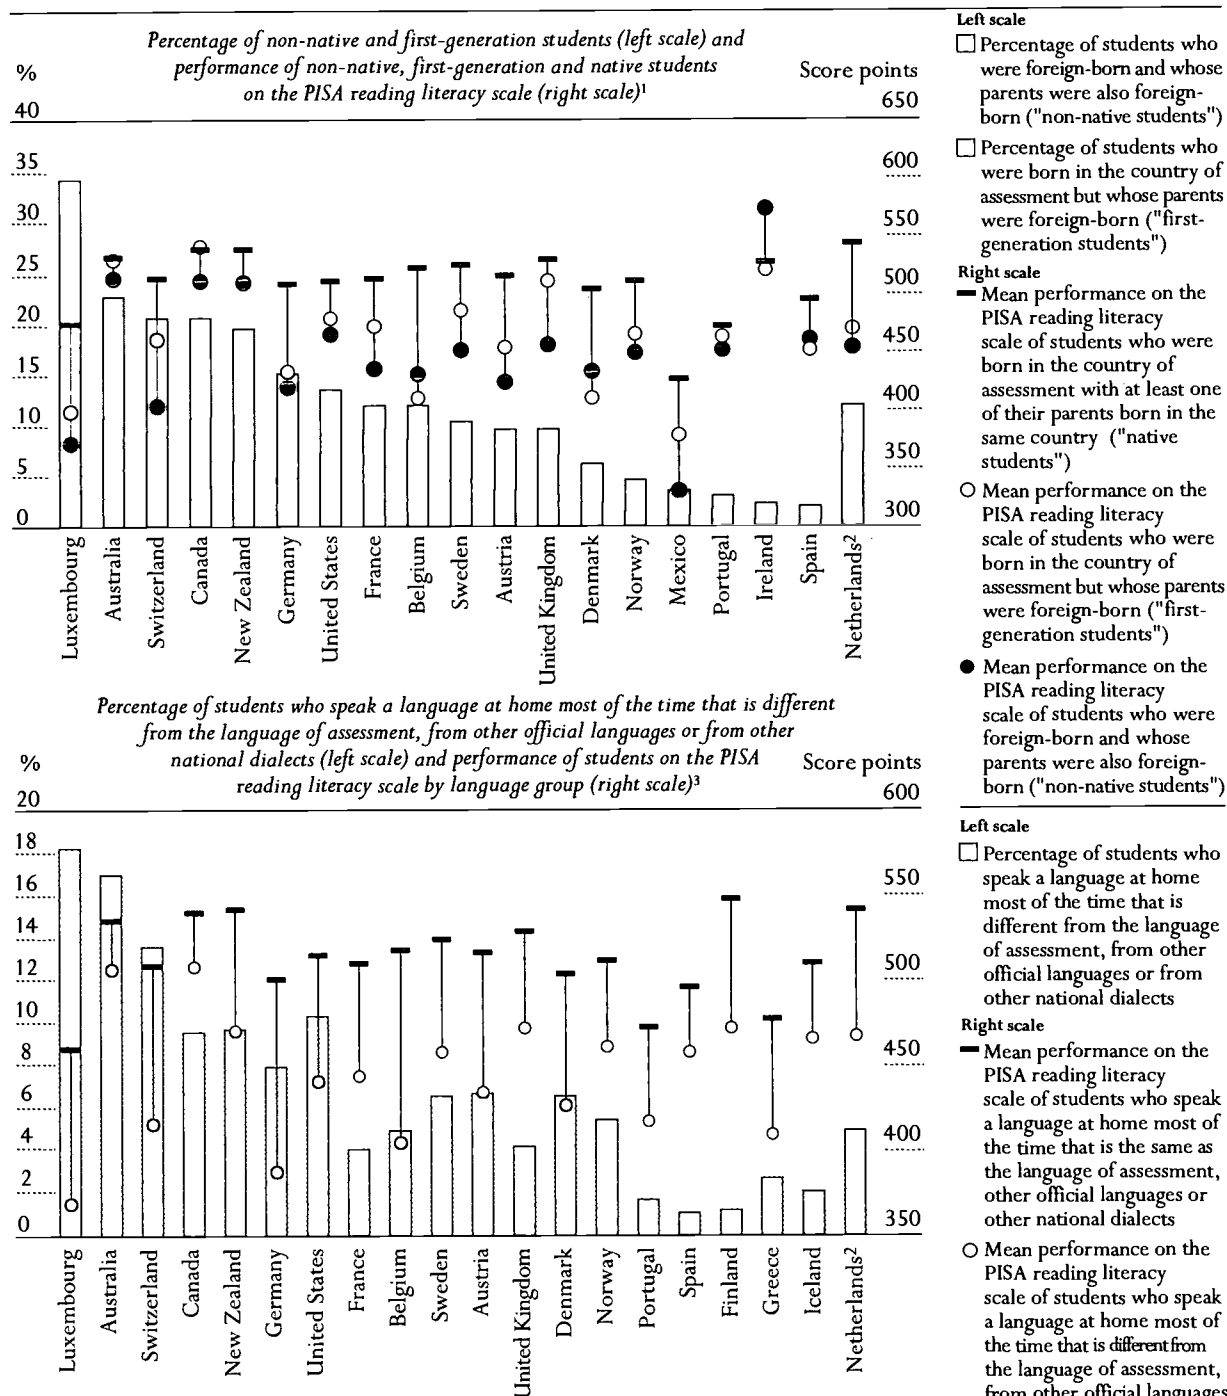 Percentage of non-native and first-generation students (left scale) and
performance of non-native, first-generation and native students
on the PISA reading literacy scale (right scale)1
%
Score points
40
650
35
600
30
550
25
500
20
450
15
400
10
350
5
0
300
Luxembourg
Australia
Switzerland
Canada
New Zealand
Germany
United States
France
Belgium
Sweden
Austria
United Kingdom
Denmark
Norway
Mexico
Portugal
Ireland
Spain
Netherlands2
Left scale
Percentage of students who
were foreign-born and whose
parents were also foreign-
born ("non-native students")
Percentage of students who
were born in the country of
assessment but whose parents
were foreign-born ("first-
generation students")
Right scale
Mean performance on the
PISA reading literacy
scale of students who were
born in the country of
assessment with at least one
of their parents born in the
same country ("native
students")
Mean performance on the
PISA reading literacy
scale of students who were
born in the country of
assessment but whose parents
were foreign-born ("first-
generation students")
Mean performance on the
PISA reading literacy
scale of students who were
foreign-born and whose
parents were also foreign-
born ("non-native students")
Percentage of students who speak a language at home most of the time that is different
from the language of assessment, from other official languages or from other
national dialects (left scale) and performance of students on the PISA
reading literacy scale by language group (right scale)3
%
Score points
20
600
18
550
16
14
500
12
10
450
8
6
400
4
2
0
350
Luxembourg
Australia
Switzerland
Canada
New Zealand
Germany
United States
France
Belgium
Sweden
Austria
United Kingdom
Denmark
Norway
Portugal
Spain
Finland
Greece
Iceland
Netherlands2
Left scale
Percentage of students who
speak a language at home
most of the time that is
different from the language
of assessment, from other
official languages or from
other national dialects
Right scale
Mean performance on the
PISA reading literacy
scale of students who speak
a language at home most of
the time that is the same as
the language of assessment,
other official languages or
other national dialects
Mean performance on the
PISA reading literacy
scale of students who speak
a language at home most of
the time that is different from
the language of assessment,
from other official languages